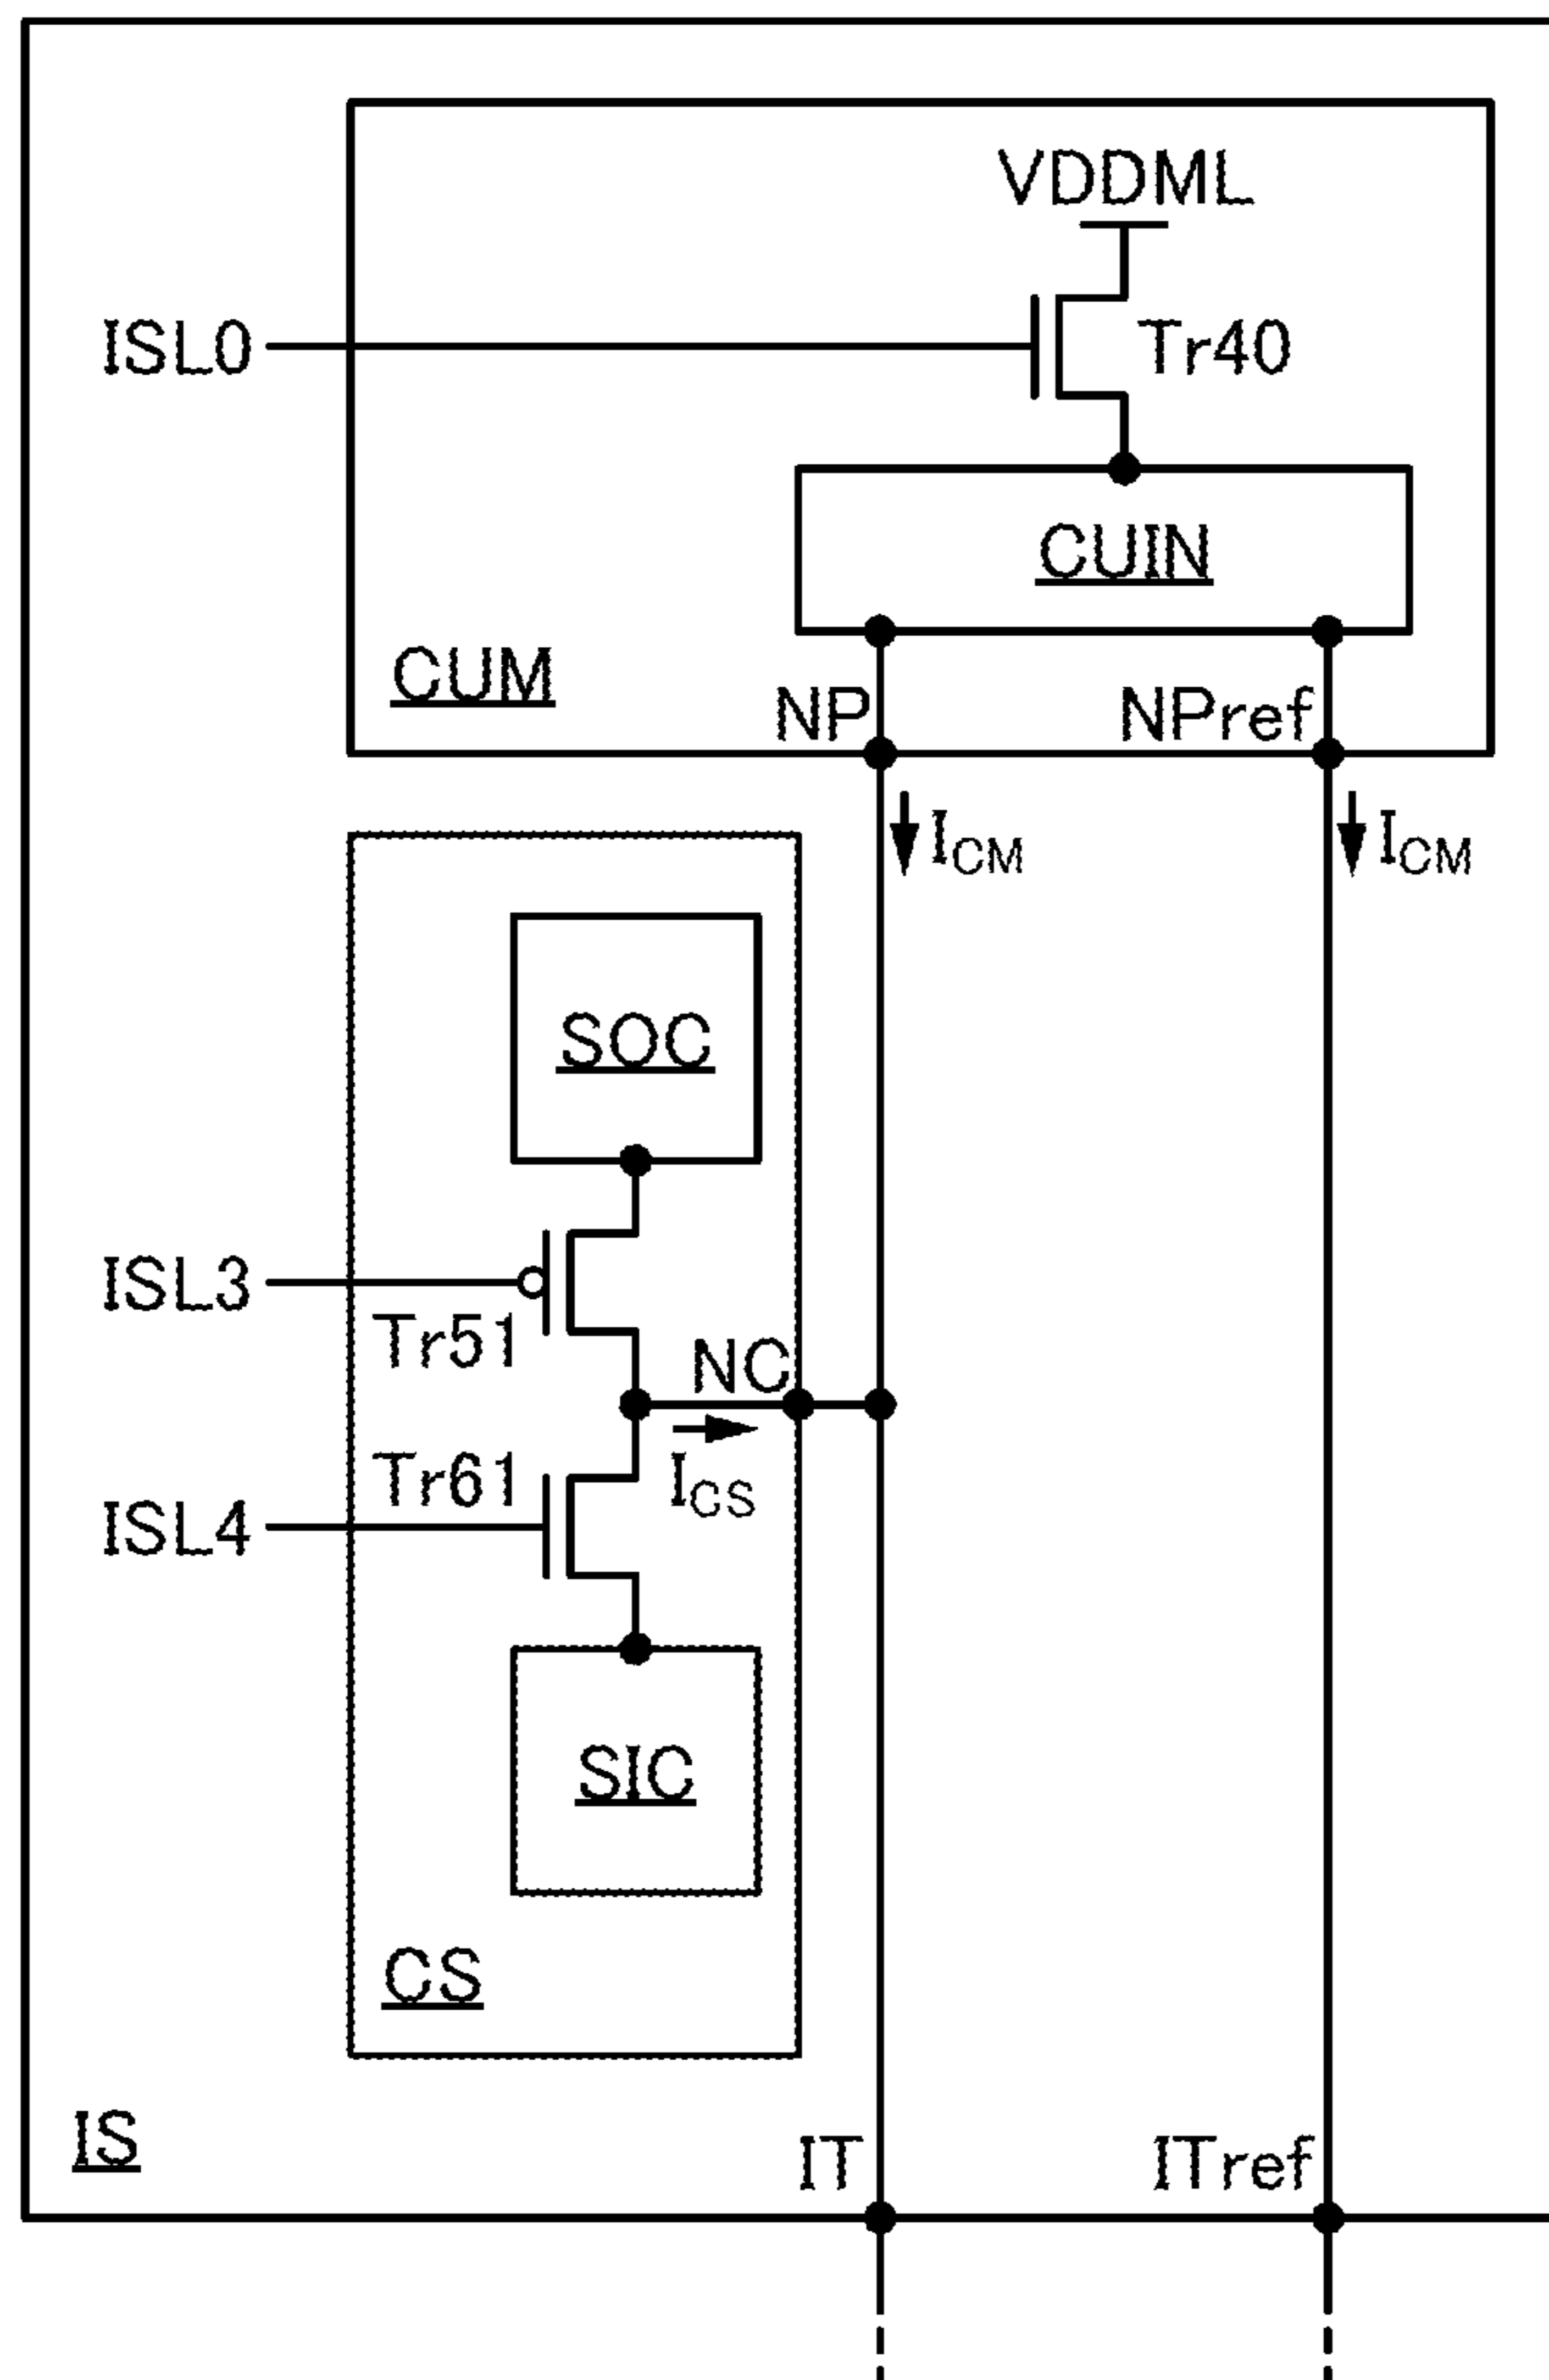 VDDML
ISL0
Tr40
CUIN
CUM
NP
NPref
ICM
ICM
SOC
ISL3
Tr51
NC
Tr61
ICS
ISL4
SIC
CS
IS
IT
ITref